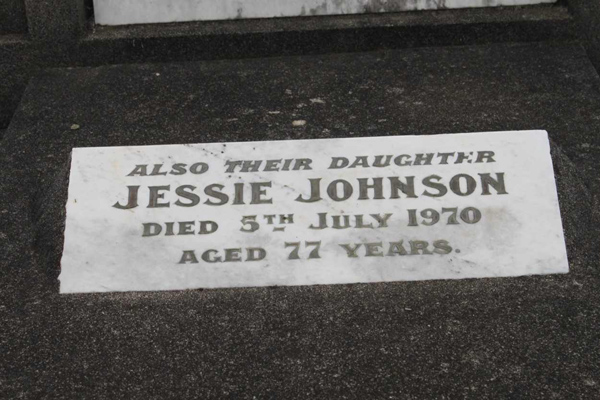 ALSO THEIR DAUGHTER
JESSIE JOHNSON
DIED 5TH JULY 1970
AGED 77 YEARS.